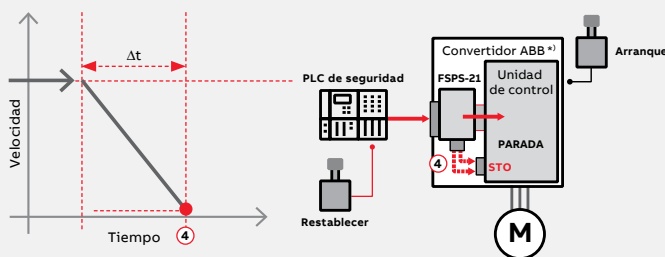 Δt
Velocidad
Tiempo
4
PLC de seguridad
Restablecer
Convertidor ABB *)
FSPS-21
Unidad
de control
PARADA
4
STO
M
Arranque